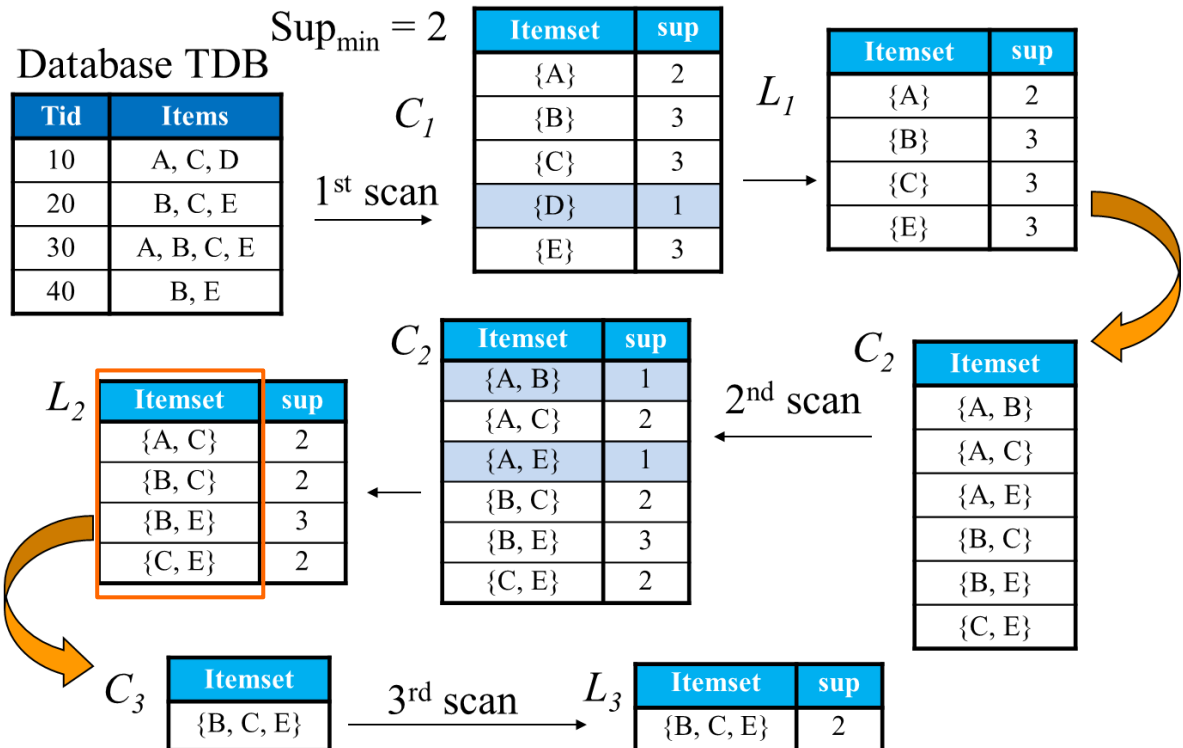 Database TDB
Tid Items
10 A, C, D
20 B, C, E
30 A, B, C, E
40 B, E
Sup_min = 2
1st scan
C1
Itemset sup
{A} 2
{B} 3
{C} 3
{D} 1
{E} 3
L1
Itemset sup
{A} 2
{B} 3
{C} 3
{E} 3
C2
Itemset
{A, B}
{A, C}
{A, E}
{B, C}
{B, E}
{C, E}
2nd scan
C2
Itemset sup
{A, B} 1
{A, C} 2
{A, E} 1
{B, C} 2
{B, E} 3
{C, E} 2
L2
Itemset sup
{A, C} 2
{B, C} 2
{B, E} 3
{C, E} 2
C3
Itemset
{B, C, E}
3rd scan
L3
Itemset sup
{B, C, E} 2